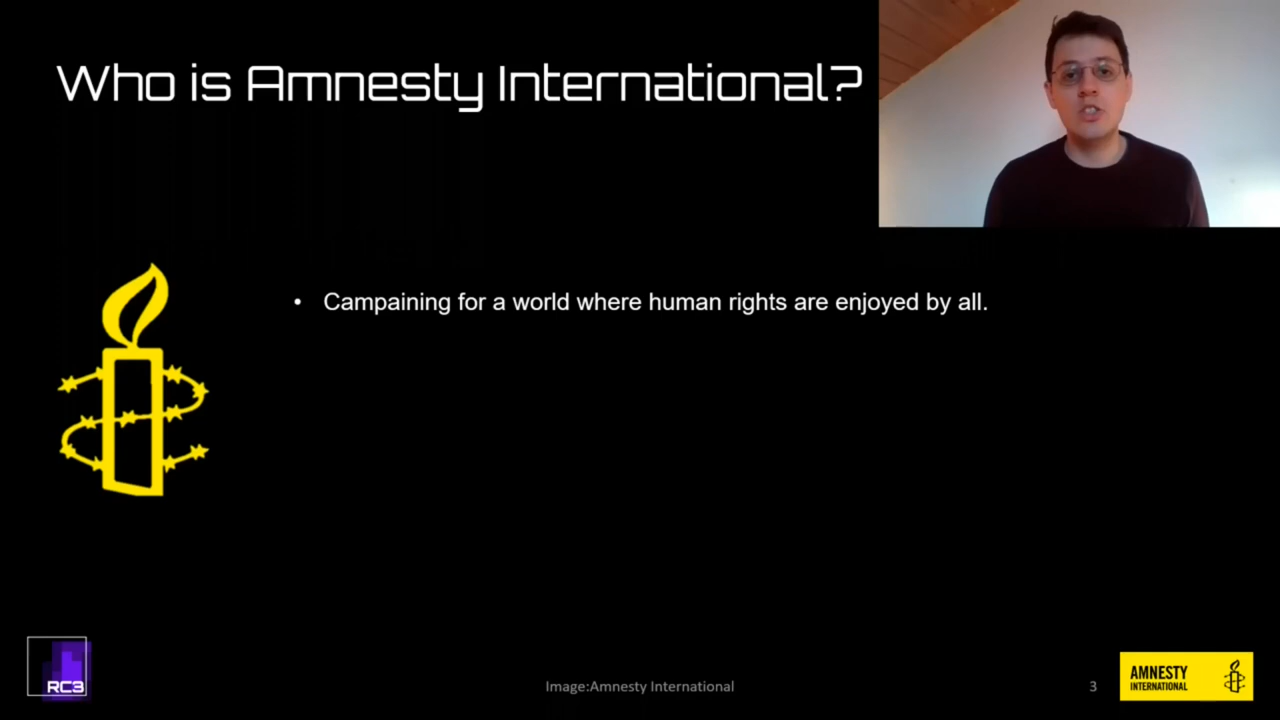 Who is Amnesty International?
• Campaining for a world where human rights are enjoyed by all.
RC3
Image:Amnesty International
3
AMNESTY
INTERNATIONAL